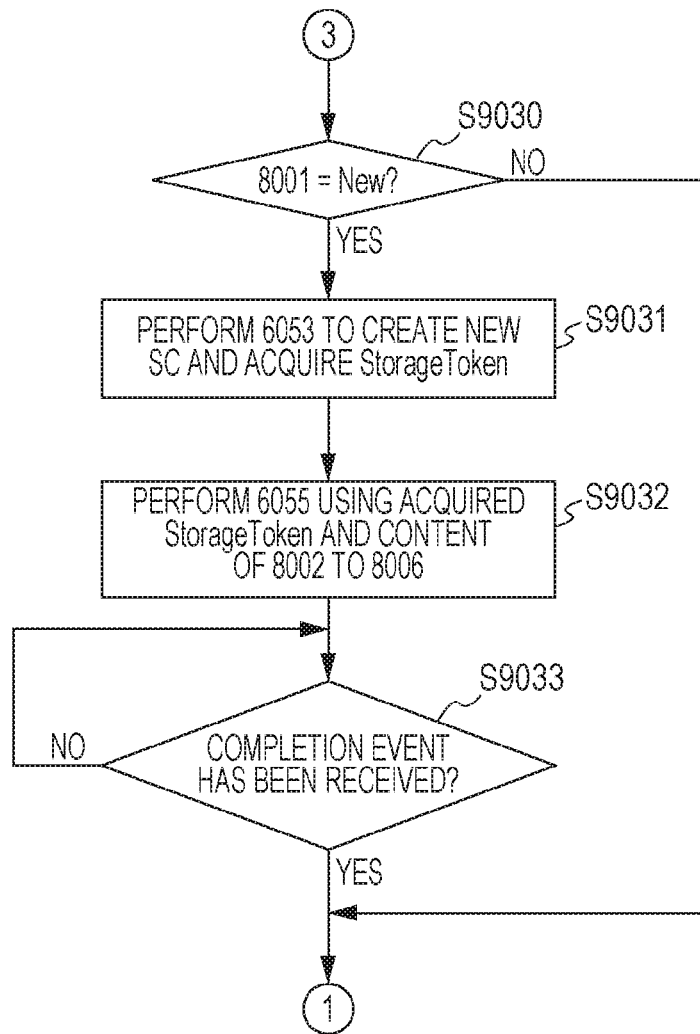 3
S9030
8001 = New?
NO
YES
PERFORM 6053 TO CREATE NEW
SC AND ACQUIRE StorageToken
S9031
PERFORM 6055 USING ACQUIRED
StorageToken AND CONTENT
OF 8002 TO 8006
S9032
S9033
NO
COMPLETION EVENT
HAS BEEN RECEIVED?
YES
1